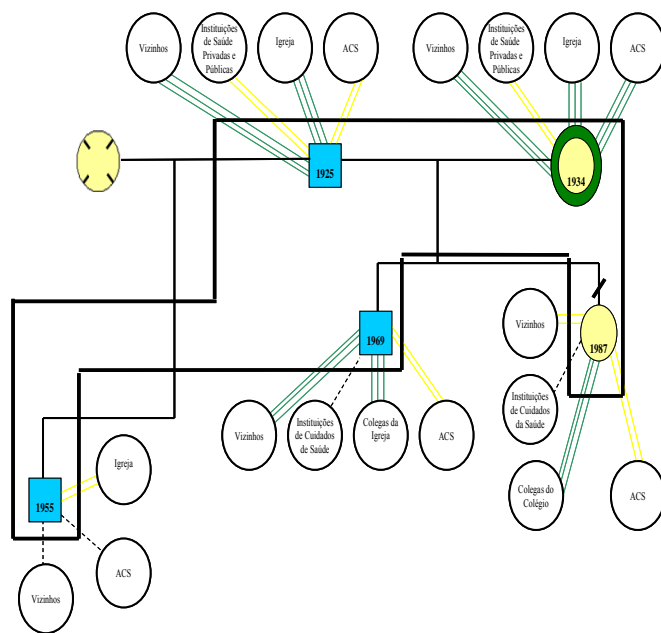 Vizinhos
Instituições
de Saúde
Privadas e
Públicas
Igreja
ACS
Vizinhos
Instituições
de Saúde
Privadas e
Públicas
Igreja
ACS
1925
1934
1969
1987
Vizinhos
Instituições
de Cuidados
da Saúde
Vizinhos
Instituições
de Cuidados
de Saúde
Colegas da
Igreja
ACS
Colegas do
Colégio
ACS
1955
Igreja
Vizinhos
ACS